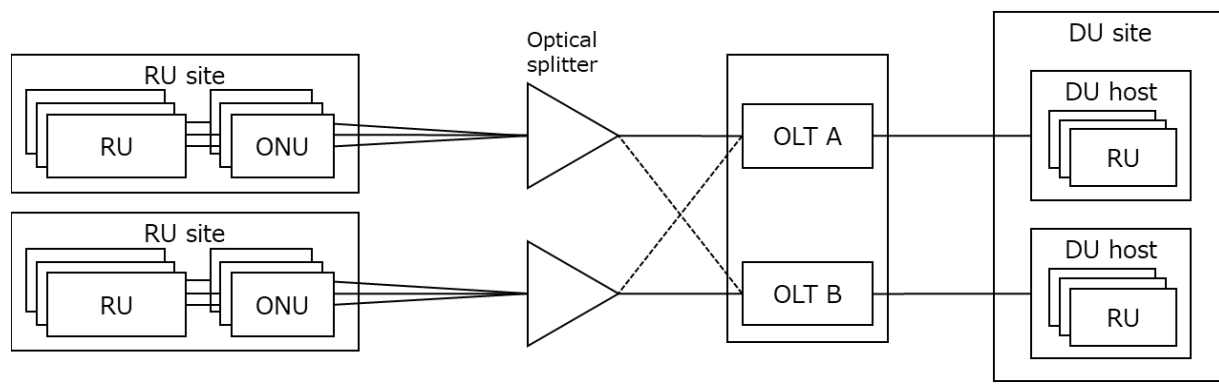 RU site
RU
ONU
RU site
RU
ONU
Optical
splitter
OLT A
OLT B
DU site
DU host
RU
DU host
RU